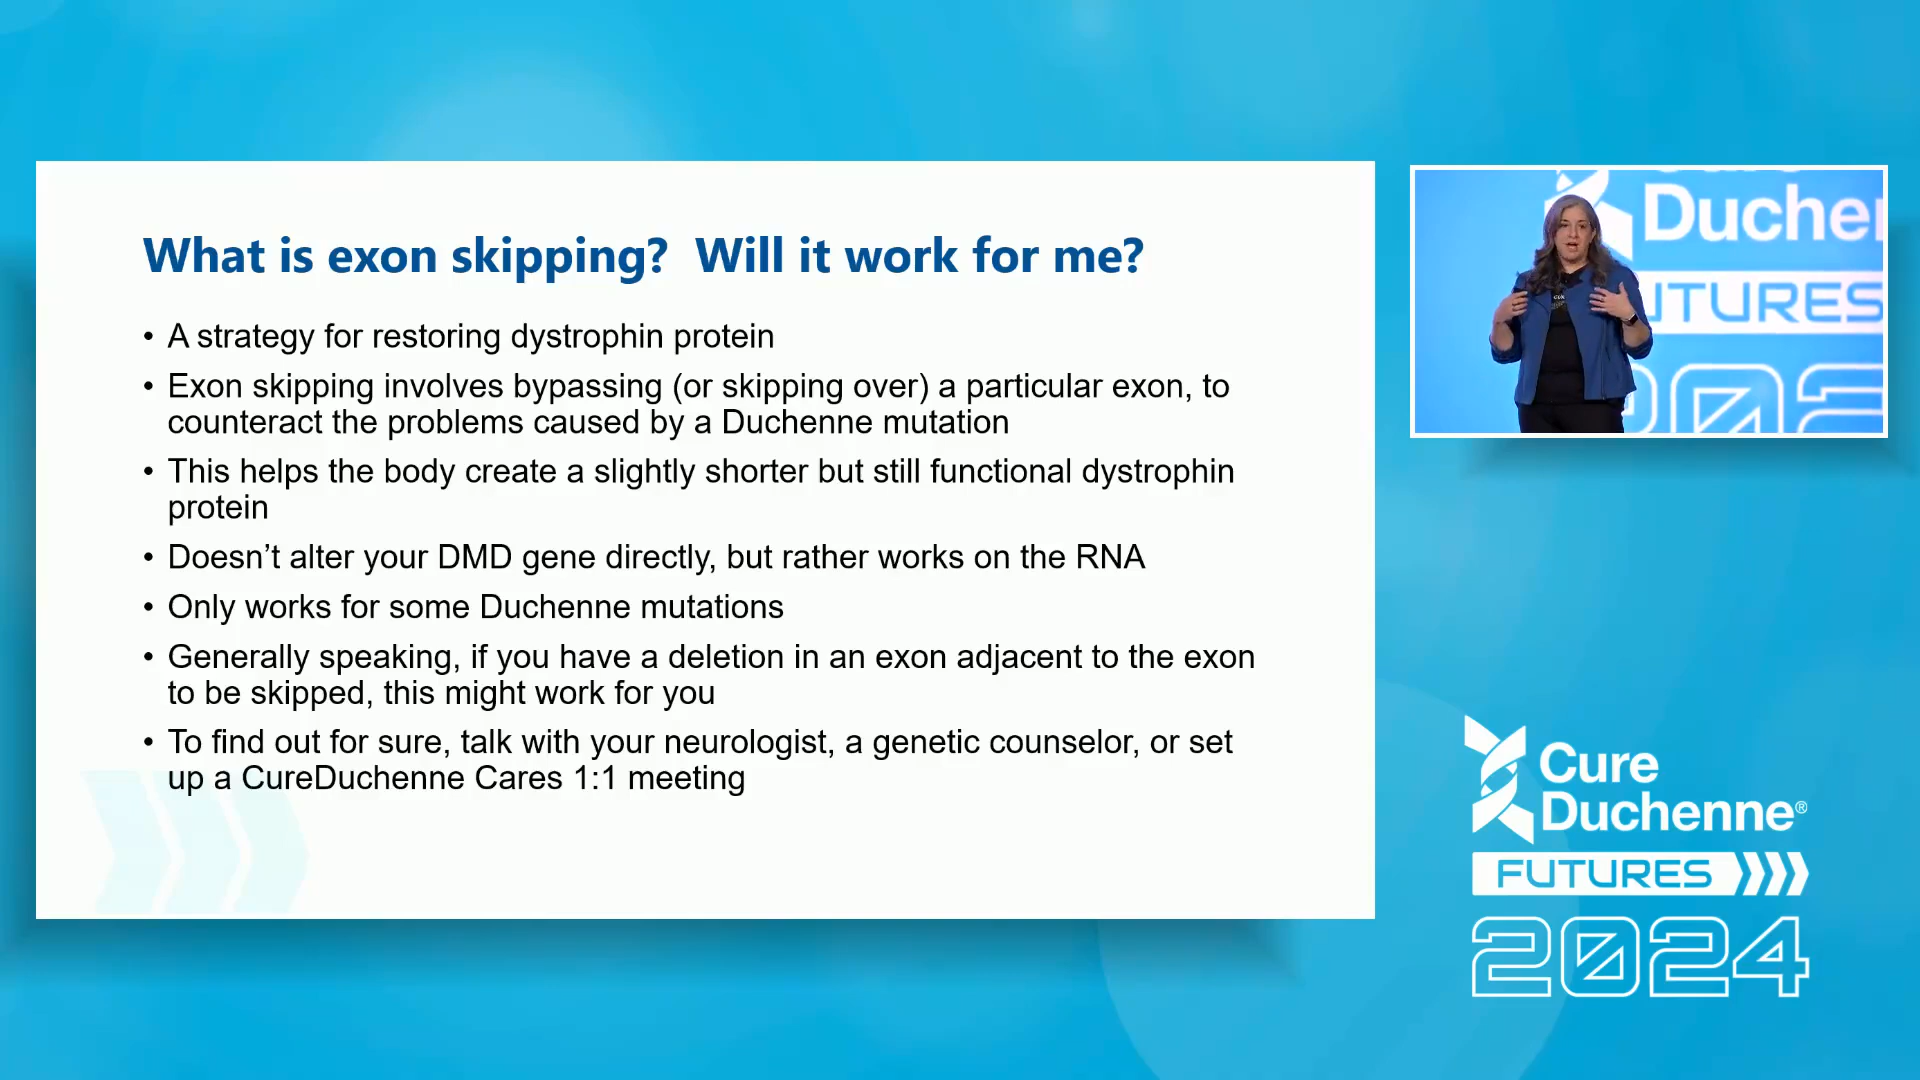 What is exon skipping?  Will it work for me?
• A strategy for restoring dystrophin protein
• Exon skipping involves bypassing (or skipping over) a particular exon, to
counteract the problems caused by a Duchenne mutation
• This helps the body create a slightly shorter but still functional dystrophin
protein
• Doesn’t alter your DMD gene directly, but rather works on the RNA
• Only works for some Duchenne mutations
• Generally speaking, if you have a deletion in an exon adjacent to the exon
to be skipped, this might work for you
• To find out for sure, talk with your neurologist, a genetic counselor, or set
up a CureDuchenne Cares 1:1 meeting
Duchenn
UTURES
202
Cure
Duchenne®
FUTURES
2024